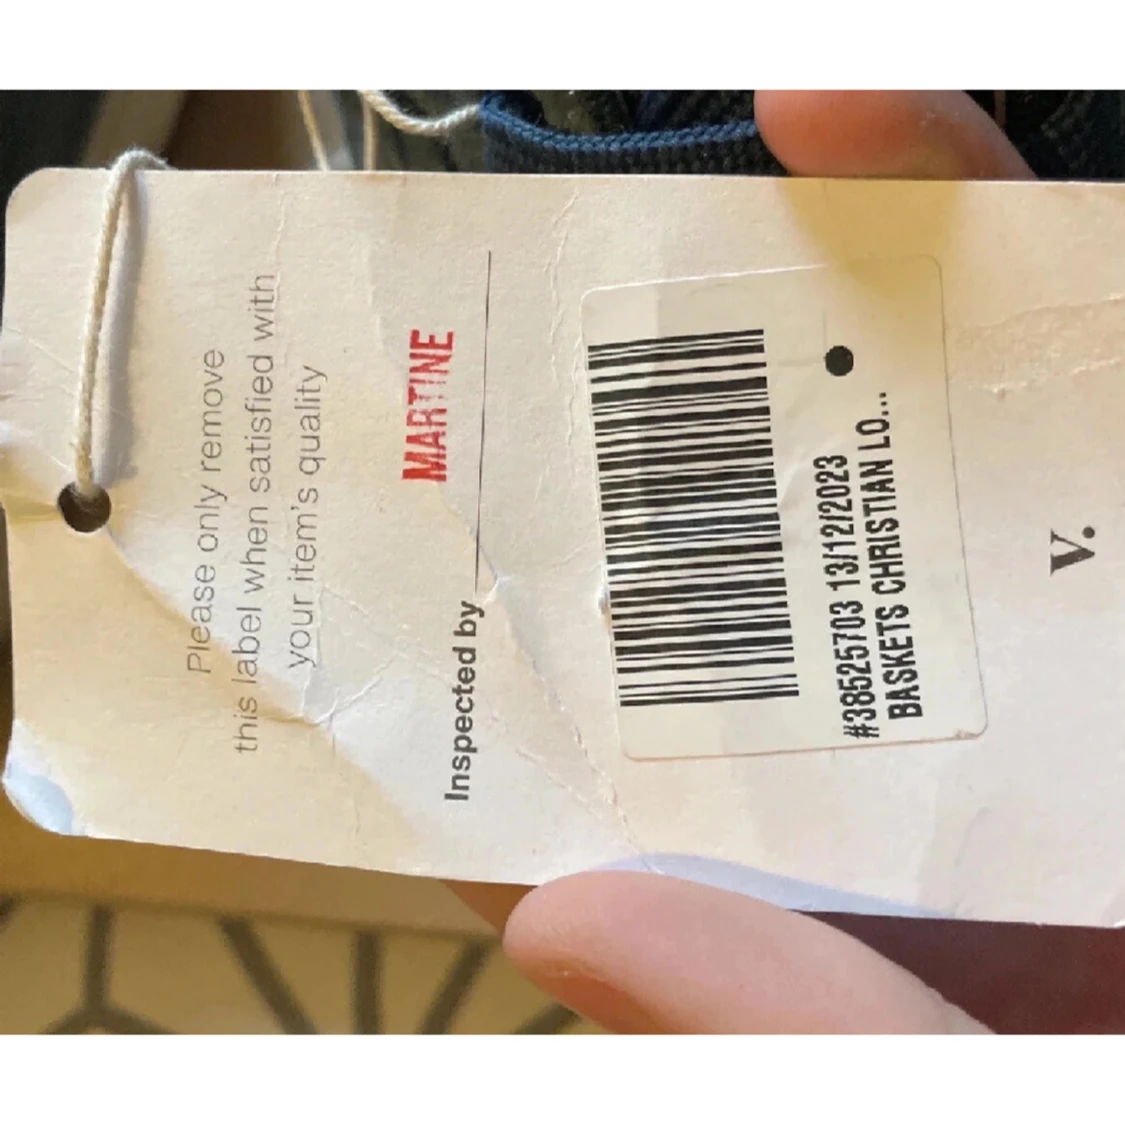 Please only remove
this label when satisfied with
your item's quality
MARTINE
Inspected by
#38525703 13/12/2023
BASKETS CHRISTIAN LO...
V.